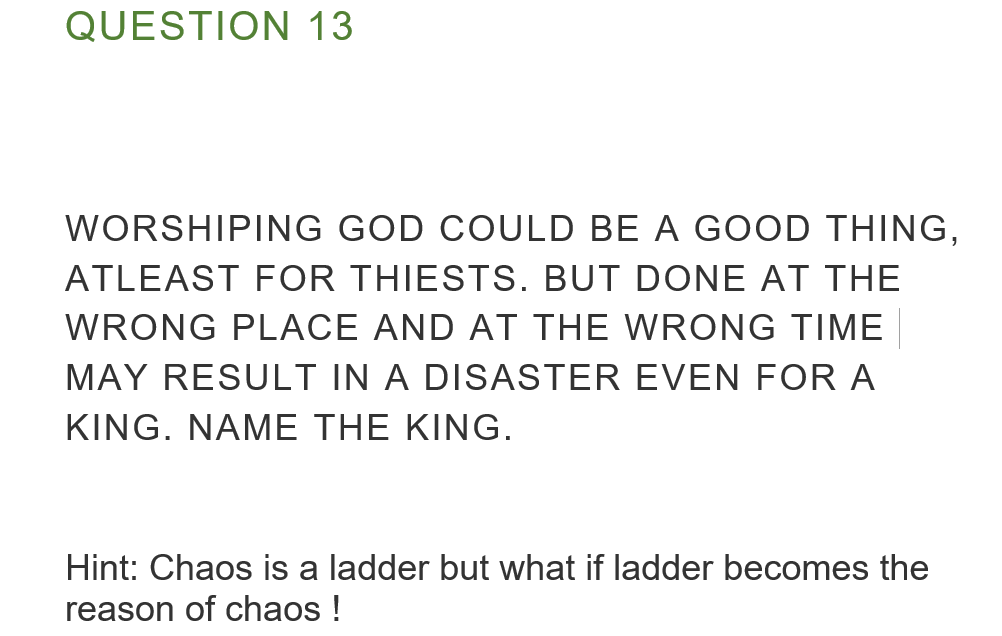 QUESTION 13
WORSHIPING GOD COULD BE A GOOD THING,
ATLEAST FOR THIESTS. BUT DONE AT THE
WRONG PLACE AND AT THE WRONG TIME
MAY RESULT IN A DISASTER EVEN FOR A
KING. NAME THE KING.
Hint: Chaos is a ladder but what if ladder becomes the
reason of chaos !